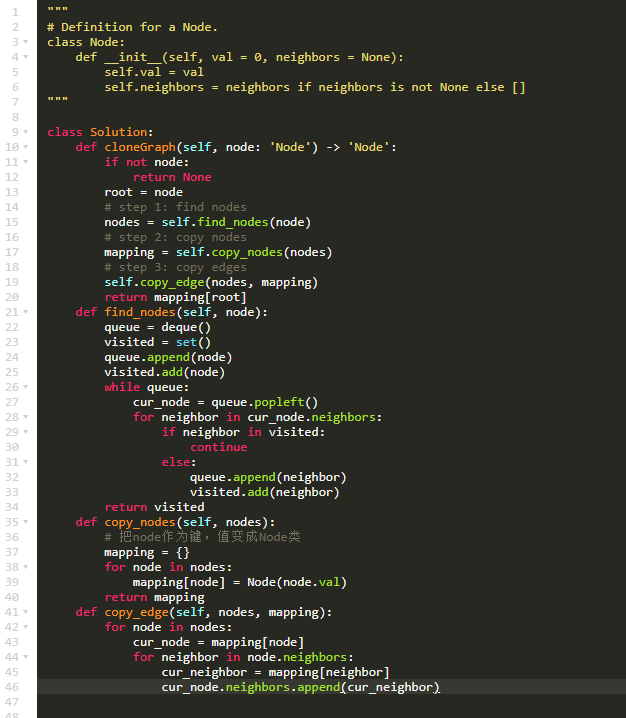 1 """
2 # Definition for a Node.
3 class Node:
4     def __init__(self, val = 0, neighbors = None):
5         self.val = val
6         self.neighbors = neighbors if neighbors is not None else []
7 """
8
9 class Solution:
10     def cloneGraph(self, node: 'Node') -> 'Node':
11         if not node:
12             return None
13         root = node
14         # step 1: find nodes
15         nodes = self.find_nodes(node)
16         # step 2: copy nodes
17         mapping = self.copy_nodes(nodes)
18         # step 3: copy edges
19         self.copy_edge(nodes, mapping)
20         return mapping[root]
21     def find_nodes(self, node):
22         queue = deque()
23         visited = set()
24         queue.append(node)
25         visited.add(node)
26         while queue:
27             cur_node = queue.popleft()
28             for neighbor in cur_node.neighbors:
29                 if neighbor in visited:
30                     continue
31                 else:
32                     queue.append(neighbor)
33                     visited.add(neighbor)
34         return visited
35     def copy_nodes(self, nodes):
36         # 把node作为键，值变成Node类
37         mapping = {}
38         for node in nodes:
39             mapping[node] = Node(node.val)
40         return mapping
41     def copy_edge(self, nodes, mapping):
42         for node in nodes:
43             cur_node = mapping[node]
44             for neighbor in node.neighbors:
45                 cur_neighbor = mapping[neighbor]
46                 cur_node.neighbors.append(cur_neighbor)
47
48